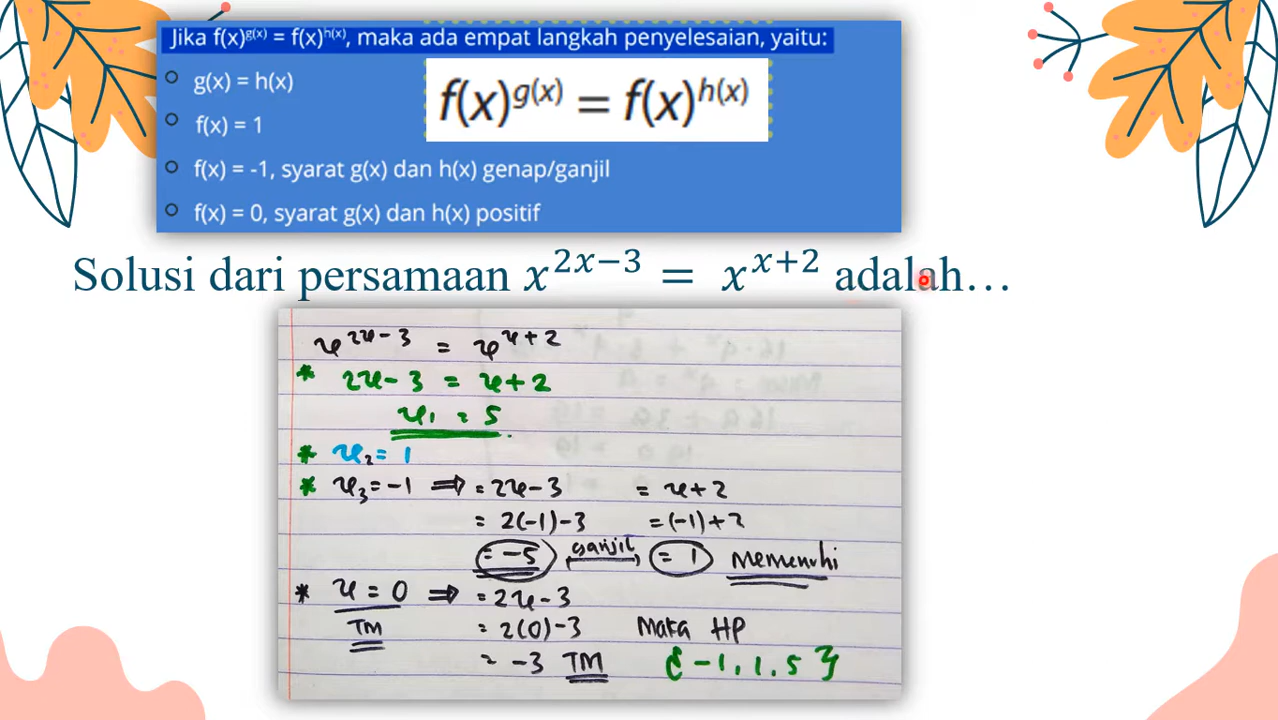 Jika f(x)^g(x) = f(x)^h(x), maka ada empat langkah penyelesaian, yaitu:
g(x) = h(x)
f(x) = 1
f(x) = -1, syarat g(x) dan h(x) genap/ganjil
f(x) = 0, syarat g(x) dan h(x) positif
f(x)^g(x) = f(x)^h(x)
Solusi dari persamaan x^2x−3 = x^x+2 adalah…
x^2x-3 = x^x+2
* 2x-3 = x+2
x₁ = 5
* x₂ = 1
* x₃ = -1 ⇒ = 2x-3 = x+2
= 2(-1)-3 = (-1)+2
= -5 ganjil = 1 memenuhi
* x = 0 ⇒ = 2x-3
TM = 2(0)-3 Maka HP
= -3 TM { -1, 1, 5 }